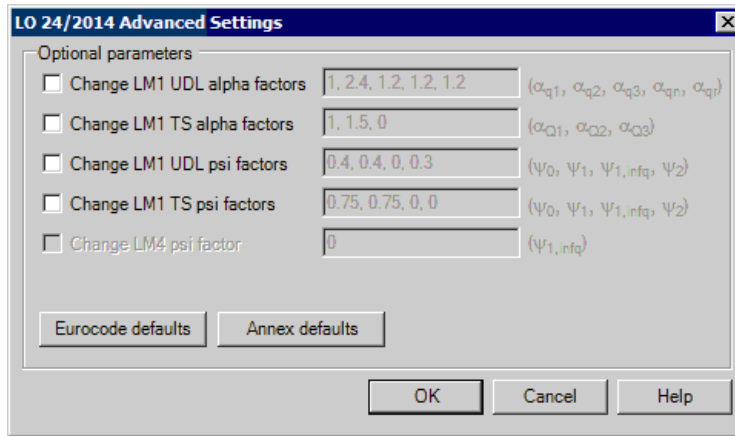 LO 24/2014 Advanced Settings
Optional parameters
Change LM1 UDL alpha factors 1, 2.4, 1.2, 1.2, 1.2 (αq1, αq2, αq3, αqn, αqr)
Change LM1 TS alpha factors 1, 1.5, 0 (αQ1, αQ2, αQ3)
Change LM1 UDL psi factors 0.4, 0.4, 0, 0.3 (ψ0, ψ1, ψ1,infq, ψ2)
Change LM1 TS psi factors 0.75, 0.75, 0, 0 (ψ0, ψ1, ψ1,infq, ψ2)
Change LM4 psi factor 0 (ψ1,infq)
Eurocode defaults Annex defaults
OK Cancel Help